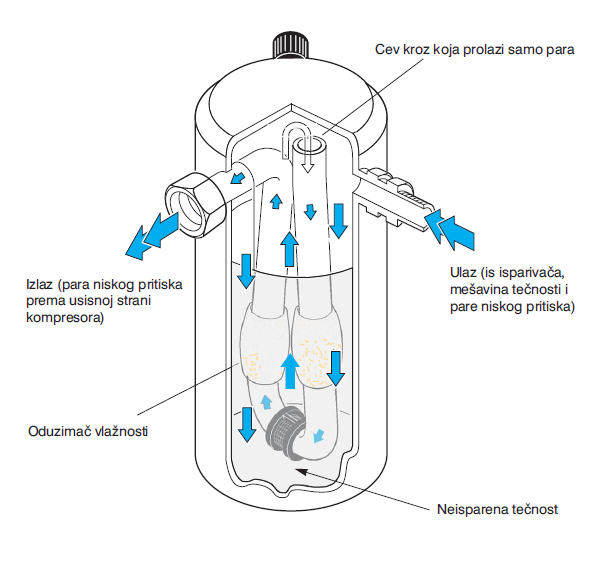 Cev kroz koja prolazi samo para
Izlaz (para niskog pritiska
prema usisnoj strani
kompresora)
Ulaz (is isparivača,
mešavina tečnosti i
pare niskog pritiska)
Oduzimač vlažnosti
Neisparena tečnost